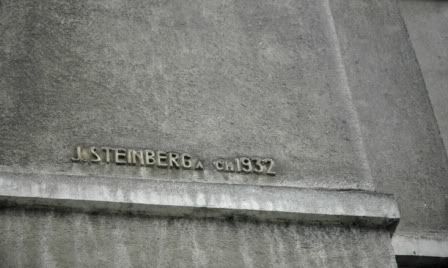 J. STEINBERG A CH 1932